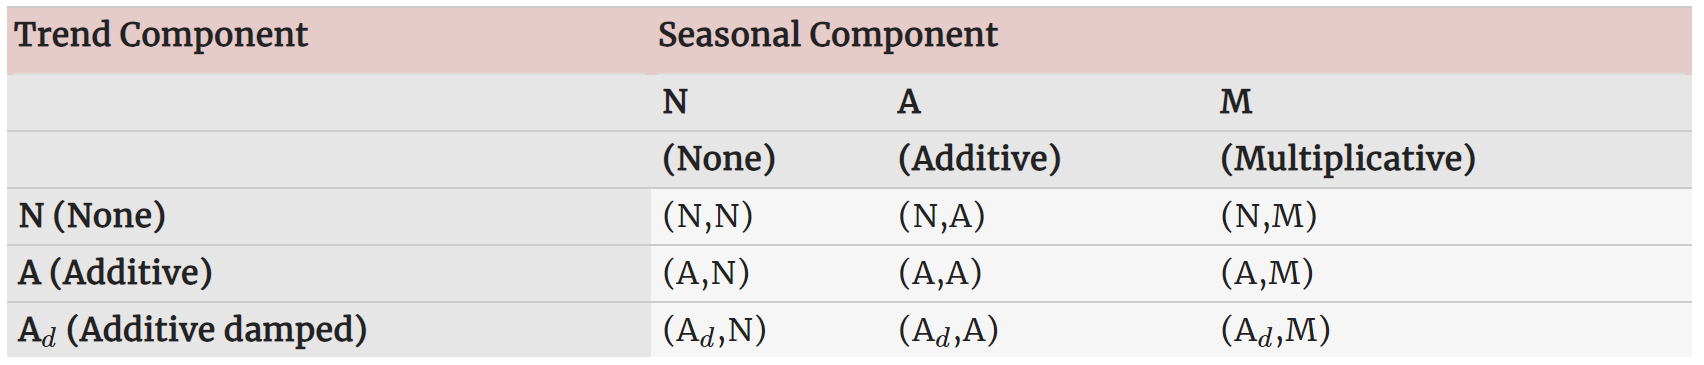 Trend Component Seasonal Component
N A M
(None) (Additive) (Multiplicative)
N (None) (N,N) (N,A) (N,M)
A (Additive) (A,N) (A,A) (A,M)
A_d (Additive damped) (A_d,N) (A_d,A) (A_d,M)